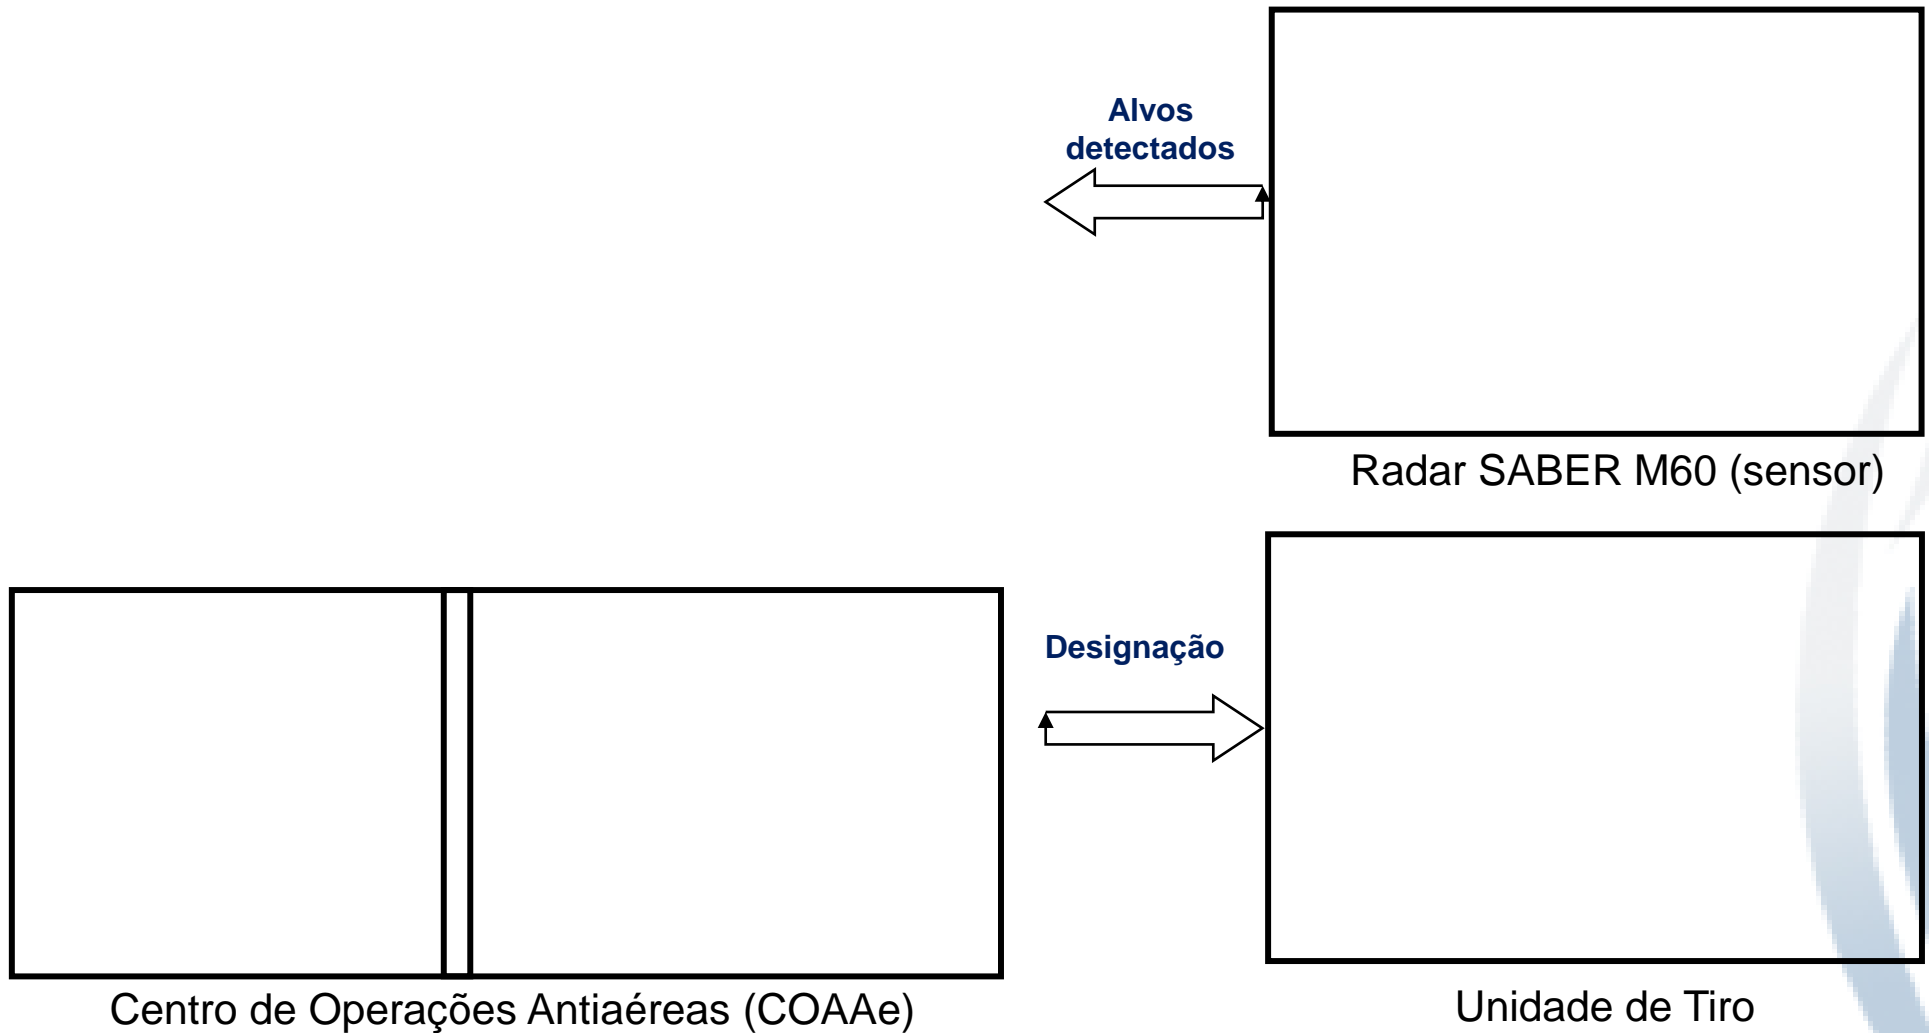 Alvos
detectados
Radar SABER M60 (sensor)
Designação
Centro de Operações Antiaéreas (COAAe)
Unidade de Tiro